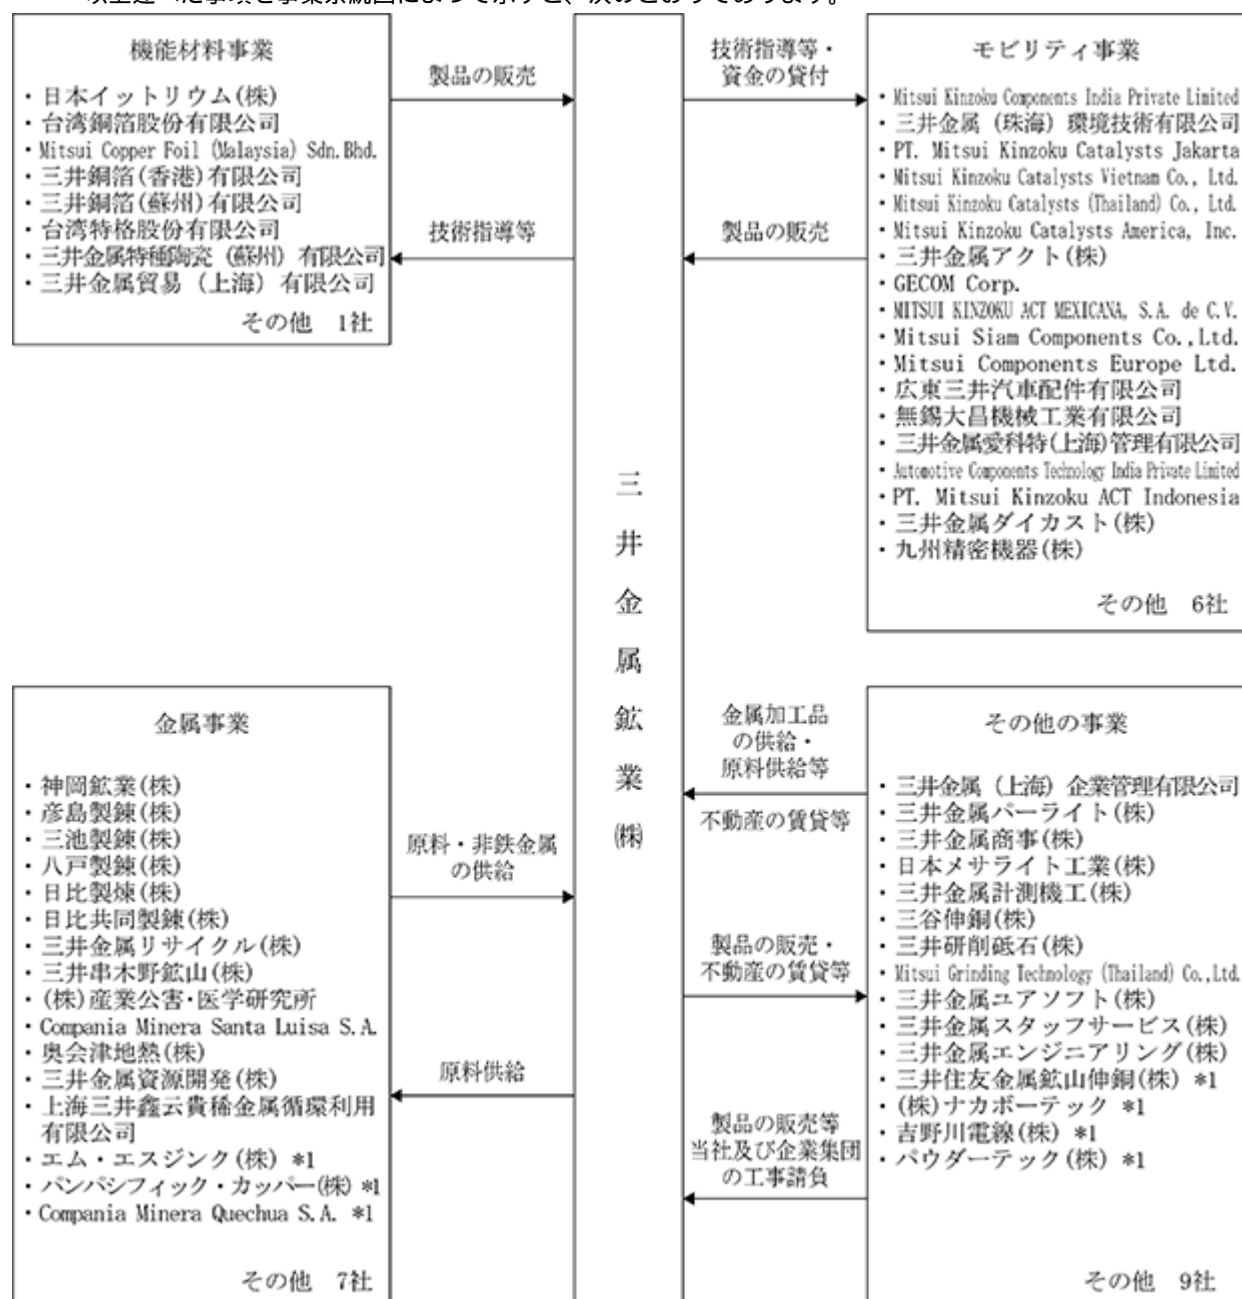 以上述べた事項を事業系統図によって示すと、次のとおりであります。
機能材料事業
・日本イットリウム(株)
・台湾銅箔股份有限公司
・Mitsui Copper Foil (Malaysia) Sdn.Bhd.
・三井銅箔(香港)有限公司
・三井銅箔(蘇州)有限公司
・台湾特格股份有限公司
・三井金属特種陶瓷（蘇州）有限公司
・三井金属貿易（上海）有限公司
その他　1社
製品の販売
技術指導等
三井金属鉱業㈱
技術指導等・
資金の貸付
製品の販売
モビリティ事業
・Mitsui Kinzoku Components India Private Limited
・三井金属（珠海）環境技術有限公司
・PT. Mitsui Kinzoku Catalysts Jakarta
・Mitsui Kinzoku Catalysts Vietnam Co., Ltd.
・Mitsui Kinzoku Catalysts (Thailand) Co., Ltd.
・Mitsui Kinzoku Catalysts America, Inc.
・三井金属アクト(株)
・GECOM Corp.
・MITSUI KINZOKU ACT MEXICANA, S.A. de C.V.
・Mitsui Siam Components Co.,Ltd.
・Mitsui Components Europe Ltd.
・広東三井汽車配件有限公司
・無錫大昌機械工業有限公司
・三井金属愛科特(上海)管理有限公司
・Automotive Components Technology India Private Limited
・PT. Mitsui Kinzoku ACT Indonesia
・三井金属ダイカスト(株)
・九州精密機器(株)
その他　6社
金属事業
・神岡鉱業(株)
・彦島製錬(株)
・三池製錬(株)
・八戸製錬(株)
・日比製煉(株)
・日比共同製錬(株)
・三井金属リサイクル(株)
・三井串木野鉱山(株)
・(株)産業公害・医学研究所
・Compania Minera Santa Luisa S.A.
・奥会津地熱(株)
・三井金属資源開発(株)
・上海三井鑫云貴稀金属循環利用
有限公司
・エム・エスジンク(株) *1
・パンパシフィック・カッパー(株) *1
・Compania Minera Quechua S.A. *1
その他　7社
原料・非鉄金属
の供給
原料供給
金属加工品
の供給・
原料供給等
不動産の賃貸等
製品の販売・
不動産の賃貸等
製品の販売等
当社及び企業集団
の工事請負
その他の事業
・三井金属（上海）企業管理有限公司
・三井金属パーライト(株)
・三井金属商事(株)
・日本メサライト工業(株)
・三井金属計測機工(株)
・三谷伸銅(株)
・三井研削砥石(株)
・Mitsui Grinding Technology (Thailand) Co.,Ltd.
・三井金属ユアソフト(株)
・三井金属スタッフサービス(株)
・三井金属エンジニアリング(株)
・三井住友金属鉱山伸銅(株) *1
・(株)ナカボーテック *1
・吉野川電線(株) *1
・パウダーテック(株) *1
その他　9社